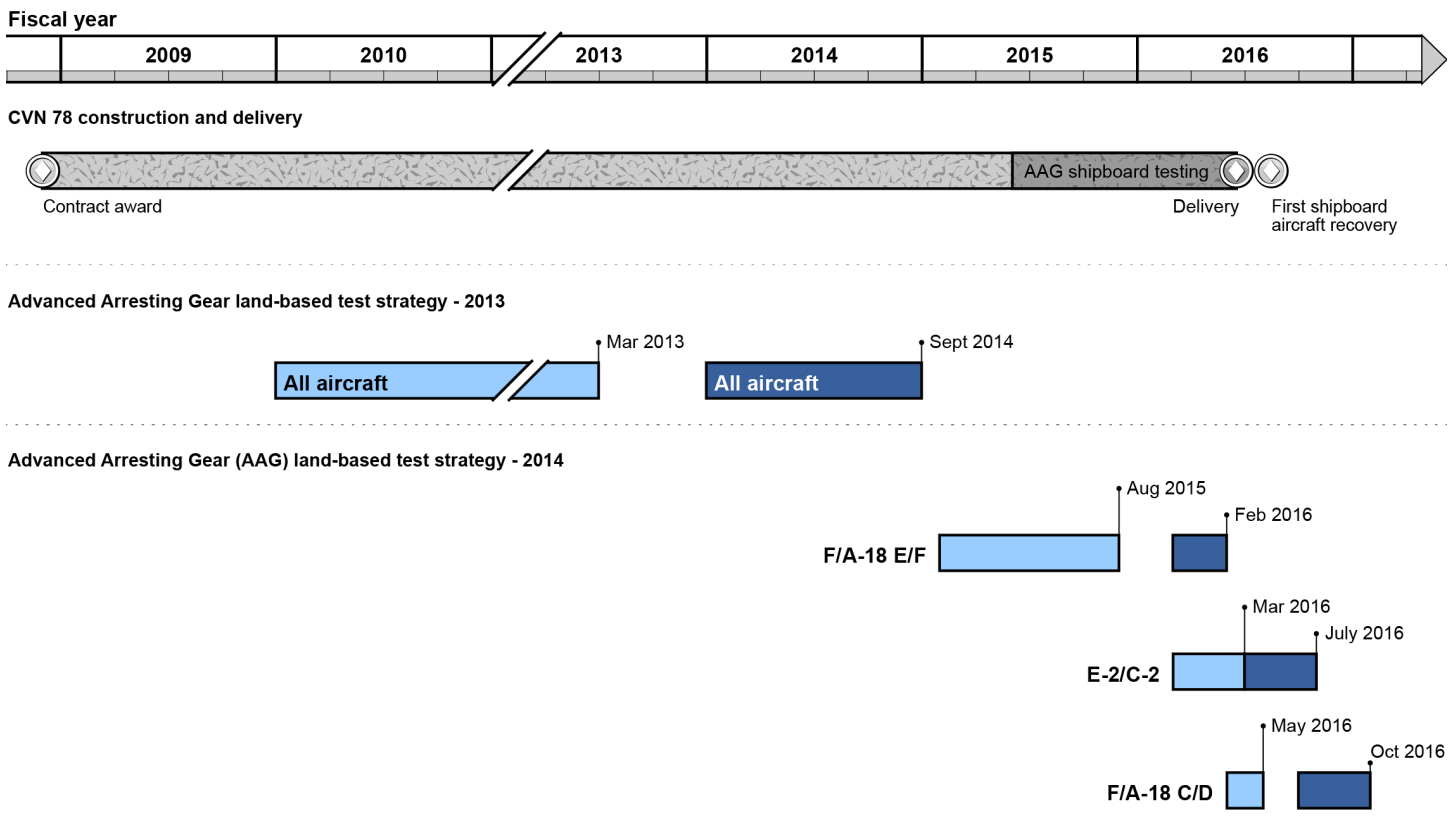 Fiscal year
2009 2010 2013 2014 2015 2016
CVN 78 construction and delivery
AAG shipboard testing
Contract award
Delivery
First shipboard
aircraft recovery
Advanced Arresting Gear land-based test strategy - 2013
Mar 2013
Sept 2014
All aircraft
All aircraft
Advanced Arresting Gear (AAG) land-based test strategy - 2014
Aug 2015
Feb 2016
F/A-18 E/F
Mar 2016
July 2016
E-2/C-2
May 2016
Oct 2016
F/A-18 C/D